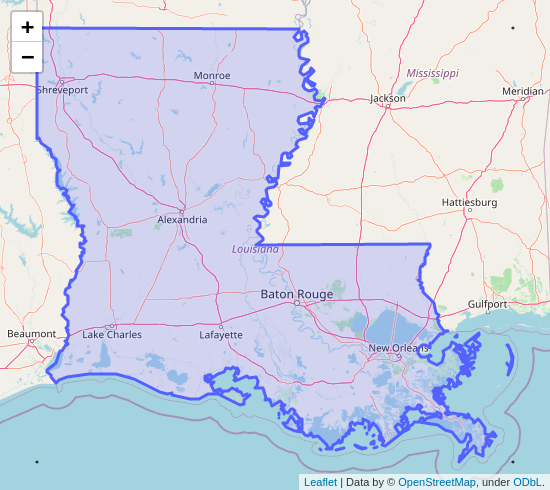 +
−
Monroe
Mississippi
Shreveport
Jackson
Meridian
Hattiesburg
Alexandria
Louisiana
Baton Rouge
Gulfport
Beaumont
Lake Charles
Lafayette
New Orleans
Leaflet | Data by © OpenStreetMap, under ODbL.